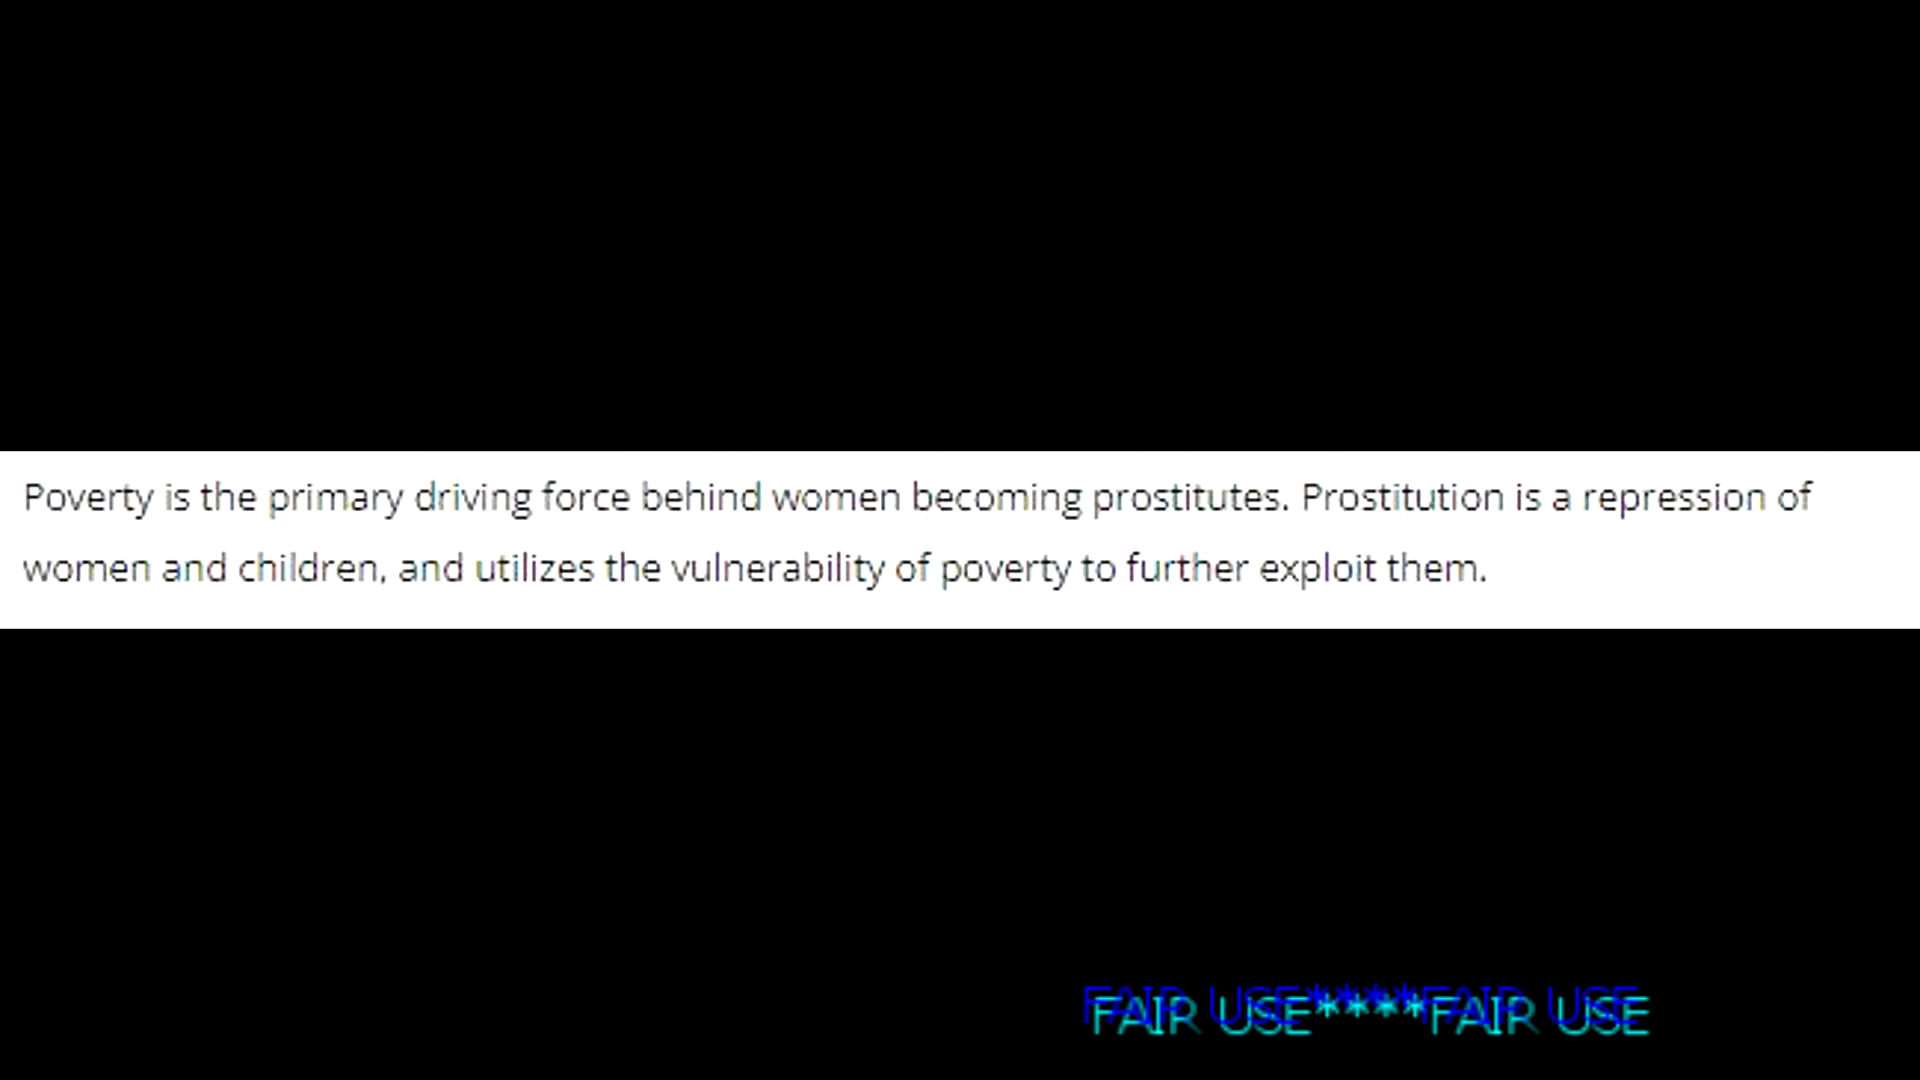 Poverty is the primary driving force behind women becoming prostitutes. Prostitution is a repression of
women and children, and utilizes the vulnerability of poverty to further exploit them.
FAIR USE****FAIR USE